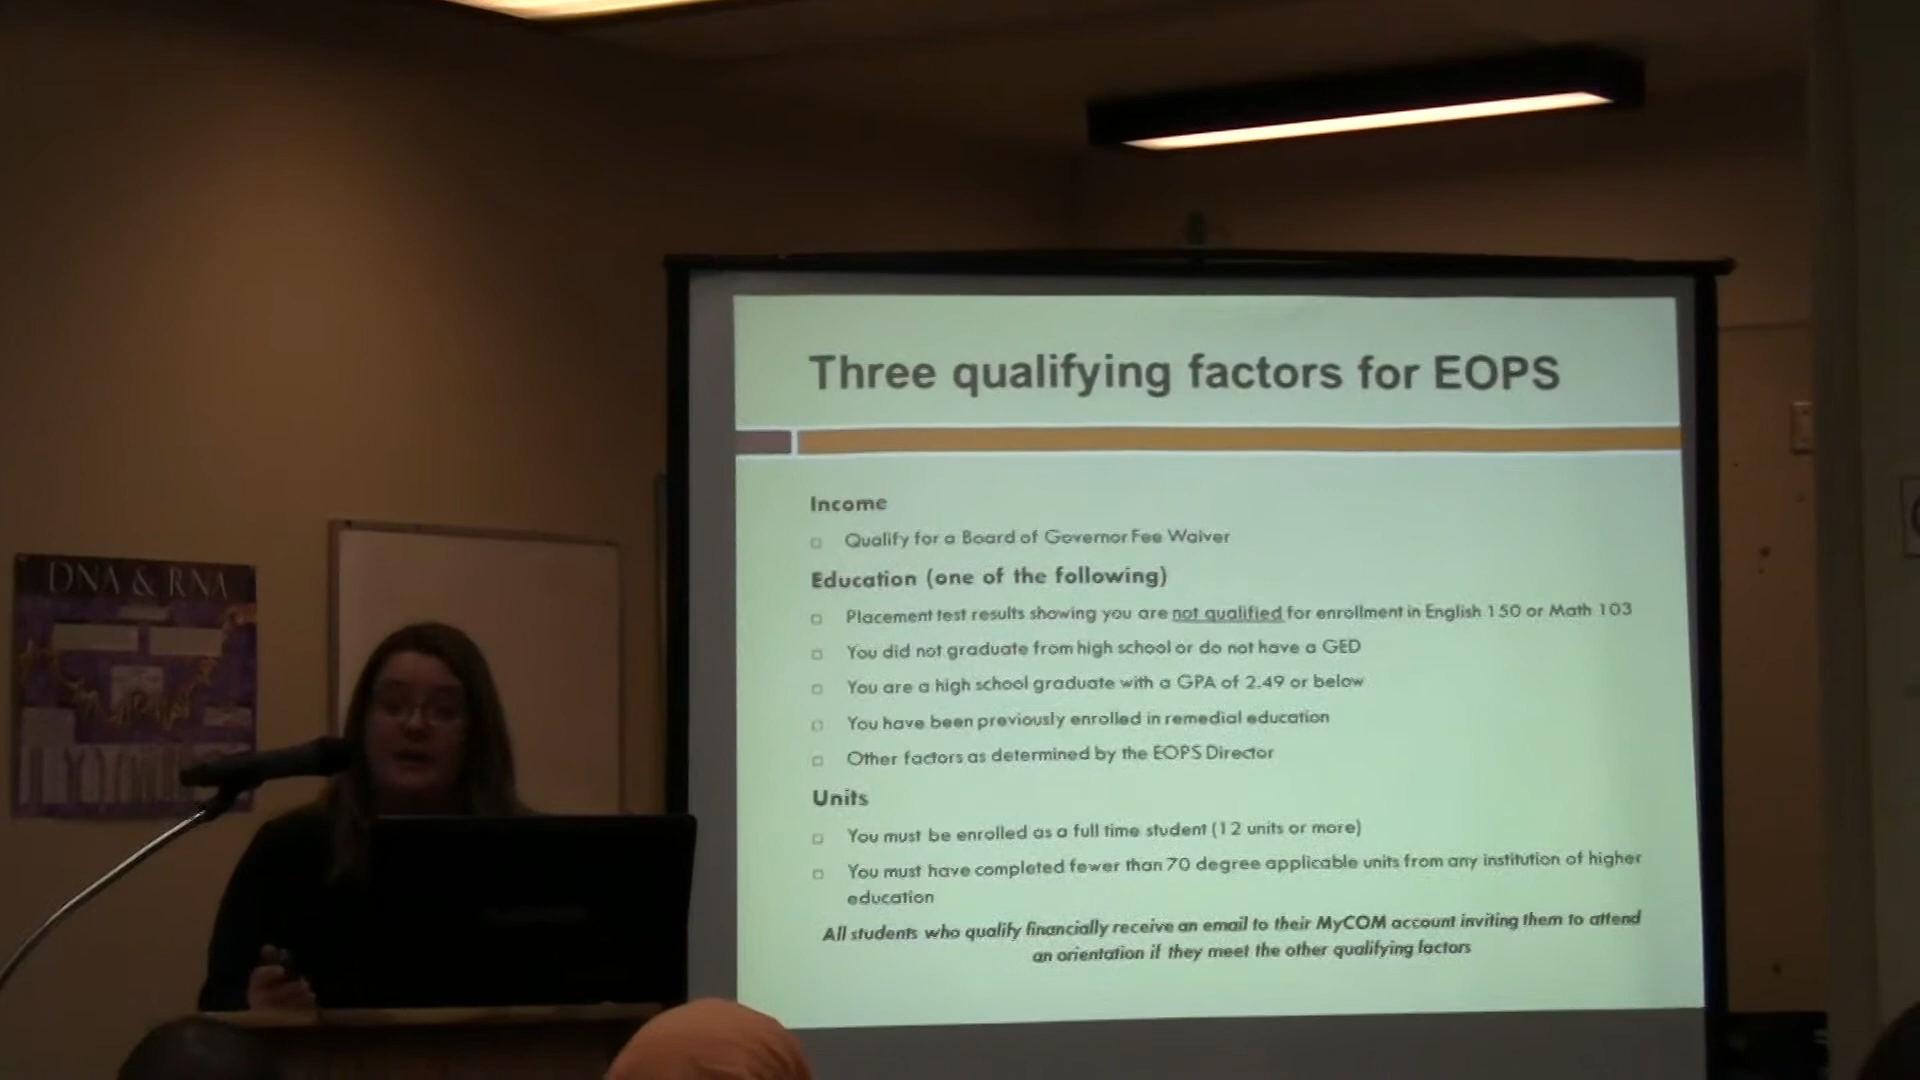 Three qualifying factors for EOPS
Income
Qualify for a Board of Governor Fee Waiver
Education (one of the following)
Placement test results showing you are not qualified for enrollment in English 150 or Math 103
You did not graduate from high school or do not have a GED
You are a high school graduate with a GPA of 2.49 or below
You have been previously enrolled in remedial education
Other factors as determined by the EOPS Director
Units
You must be enrolled as a full time student (12 units or more)
You must have completed fewer than 70 degree applicable units from any institution of higher
education
All students who qualify financially receive an email to their MyCOM account inviting them to attend
an orientation if they meet the other qualifying factors
DNA & RNA